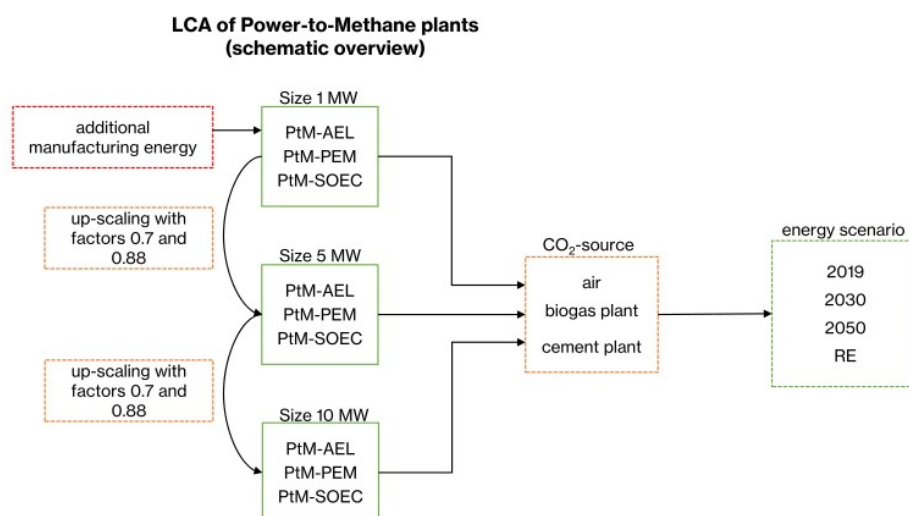 LCA of Power-to-Methane plants
(schematic overview)
Size 1 MW
additional
manufacturing energy
PtM-AEL
PtM-PEM
PtM-SOEC
up-scaling with
factors 0.7 and
0.88
Size 5 MW
PtM-AEL
PtM-PEM
PtM-SOEC
CO₂-source
air
biogas plant
cement plant
energy scenario
2019
2030
2050
RE
up-scaling with
factors 0.7 and
0.88
Size 10 MW
PtM-AEL
PtM-PEM
PtM-SOEC